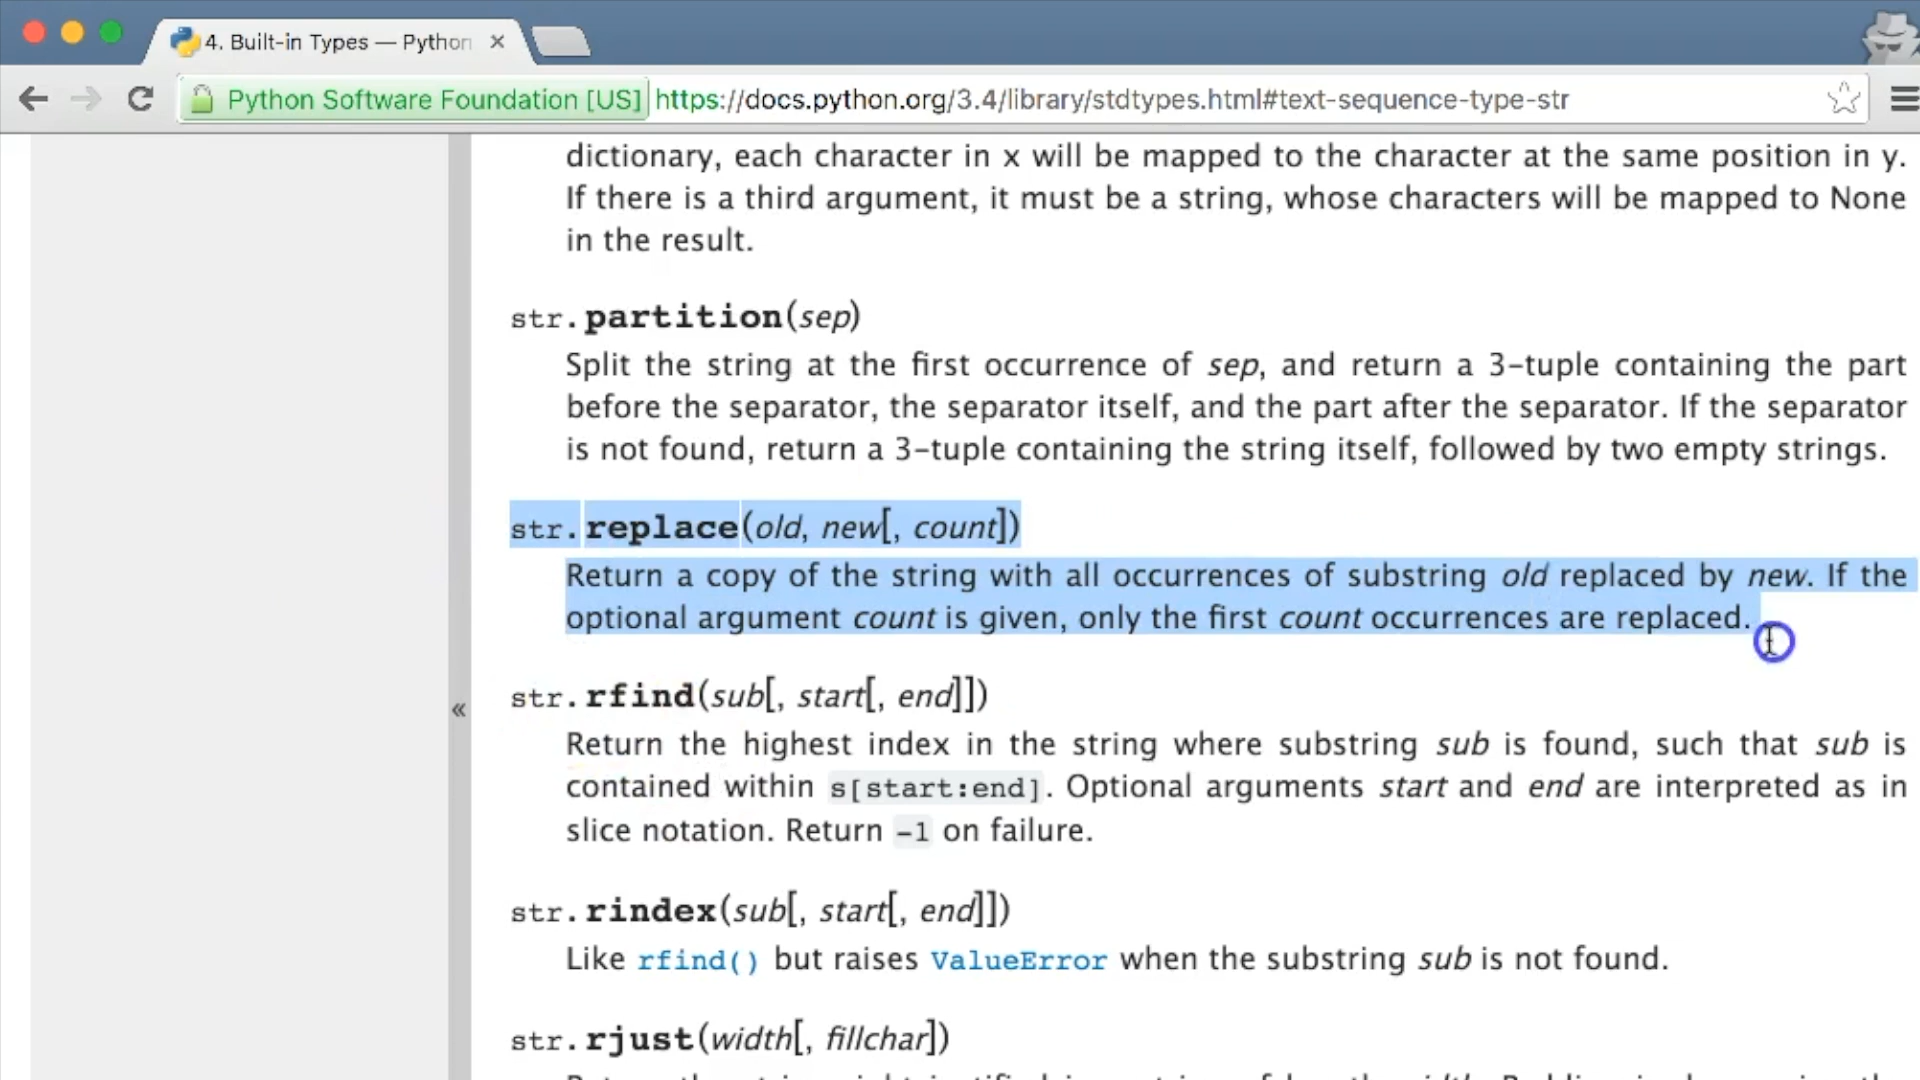 4. Built-in Types — Python
Python Software Foundation [US] https://docs.python.org/3.4/library/stdtypes.html#text-sequence-type-str
dictionary, each character in x will be mapped to the character at the same position in y.
If there is a third argument, it must be a string, whose characters will be mapped to None
in the result.
str.partition(sep)
Split the string at the first occurrence of sep, and return a 3-tuple containing the part
before the separator, the separator itself, and the part after the separator. If the separator
is not found, return a 3-tuple containing the string itself, followed by two empty strings.
str.replace(old, new[, count])
Return a copy of the string with all occurrences of substring old replaced by new. If the
optional argument count is given, only the first count occurrences are replaced.
str.rfind(sub[, start[, end]])
«
Return the highest index in the string where substring sub is found, such that sub is
contained within s[start:end]. Optional arguments start and end are interpreted as in
slice notation. Return -1 on failure.
str.rindex(sub[, start[, end]])
Like rfind() but raises ValueError when the substring sub is not found.
str.rjust(width[, fillchar])